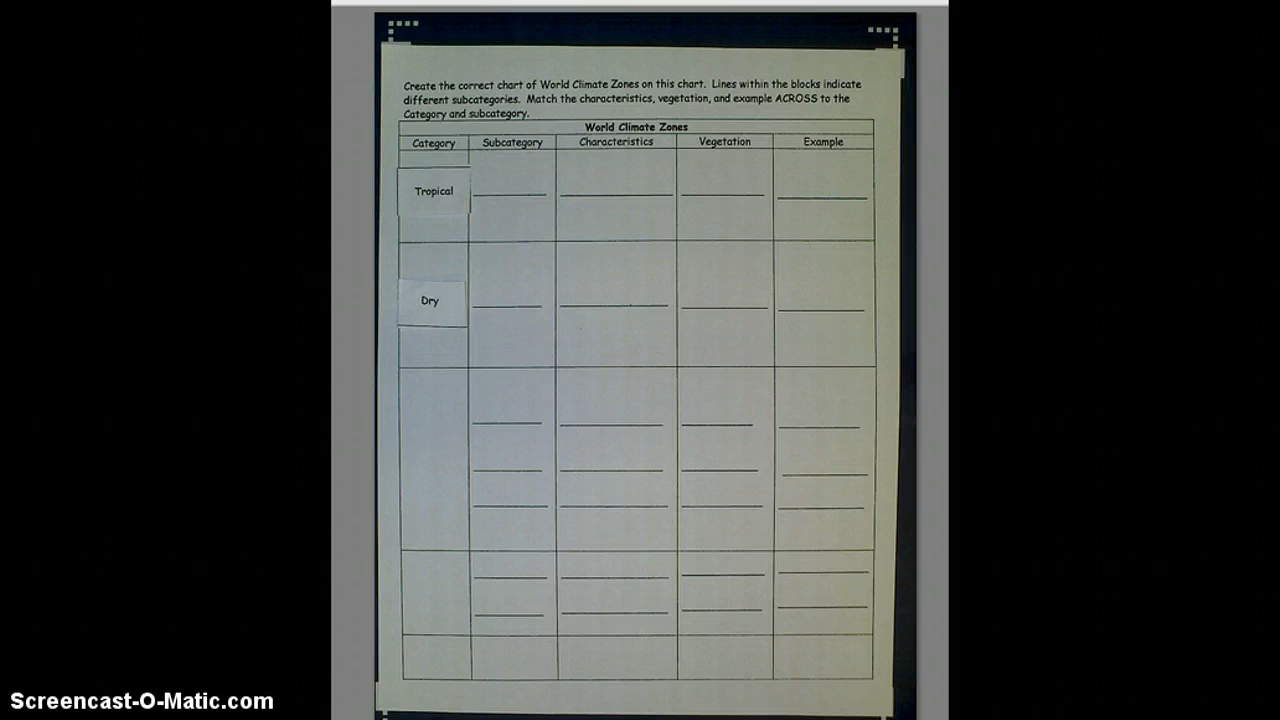 Create the correct chart of World Climate Zones on this chart. Lines within the blocks indicate
different subcategories. Match the characteristics, vegetation, and example ACROSS to the
Category and subcategory.
World Climate Zones
Category Subcategory Characteristics Vegetation Example
Tropical
Dry
Screencast-O-Matic.com